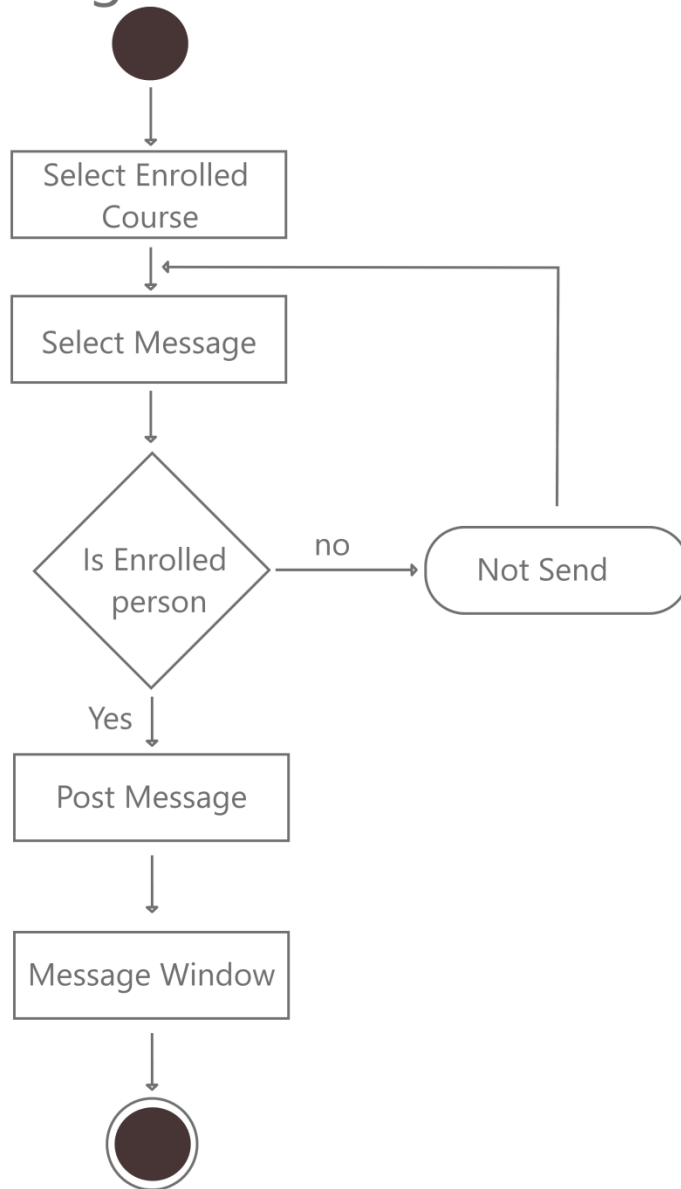 Select Enrolled
Course
Select Message
Is Enrolled
person
no
Not Send
Yes
Post Message
Message Window